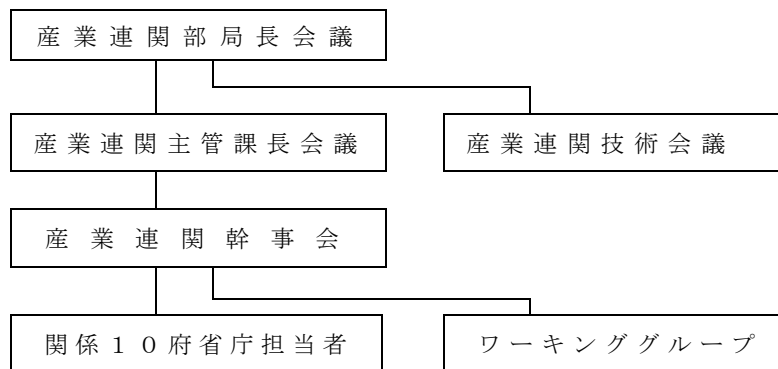 産業連関部局長会議
産業連関主管課長会議
産業連関技術会議
産業連関幹事会
関係１０府省庁担当者
ワーキンググループ